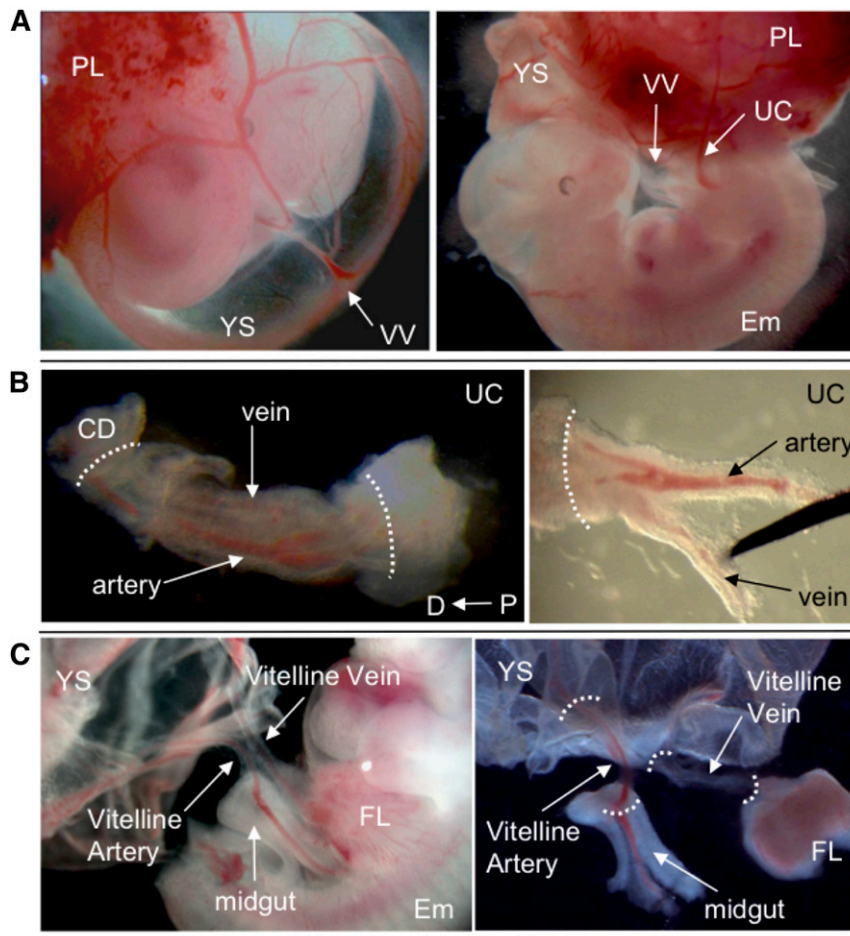 A
PL
YS
VV
YS
VV
PL
UC
Em
B
CD
vein
UC
artery
D
P
UC
artery
vein
C
YS
Vitelline Vein
Vitelline
Artery
FL
midgut
Em
YS
Vitelline
Vein
Vitelline
Artery
FL
midgut